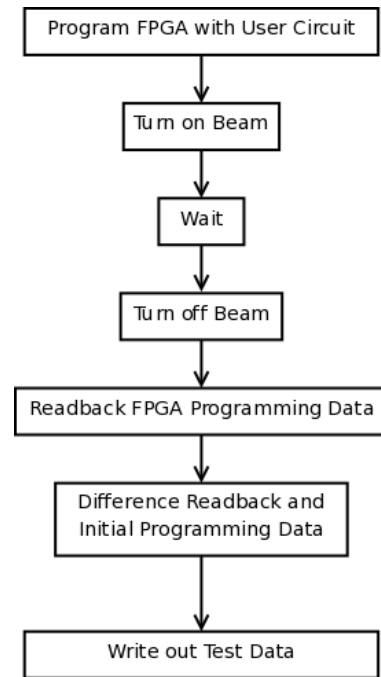 Program FPGA with User Circuit
Turn on Beam
Wait
Turn off Beam
Readback FPGA Programming Data
Difference Readback and
Initial Programming Data
Write out Test Data